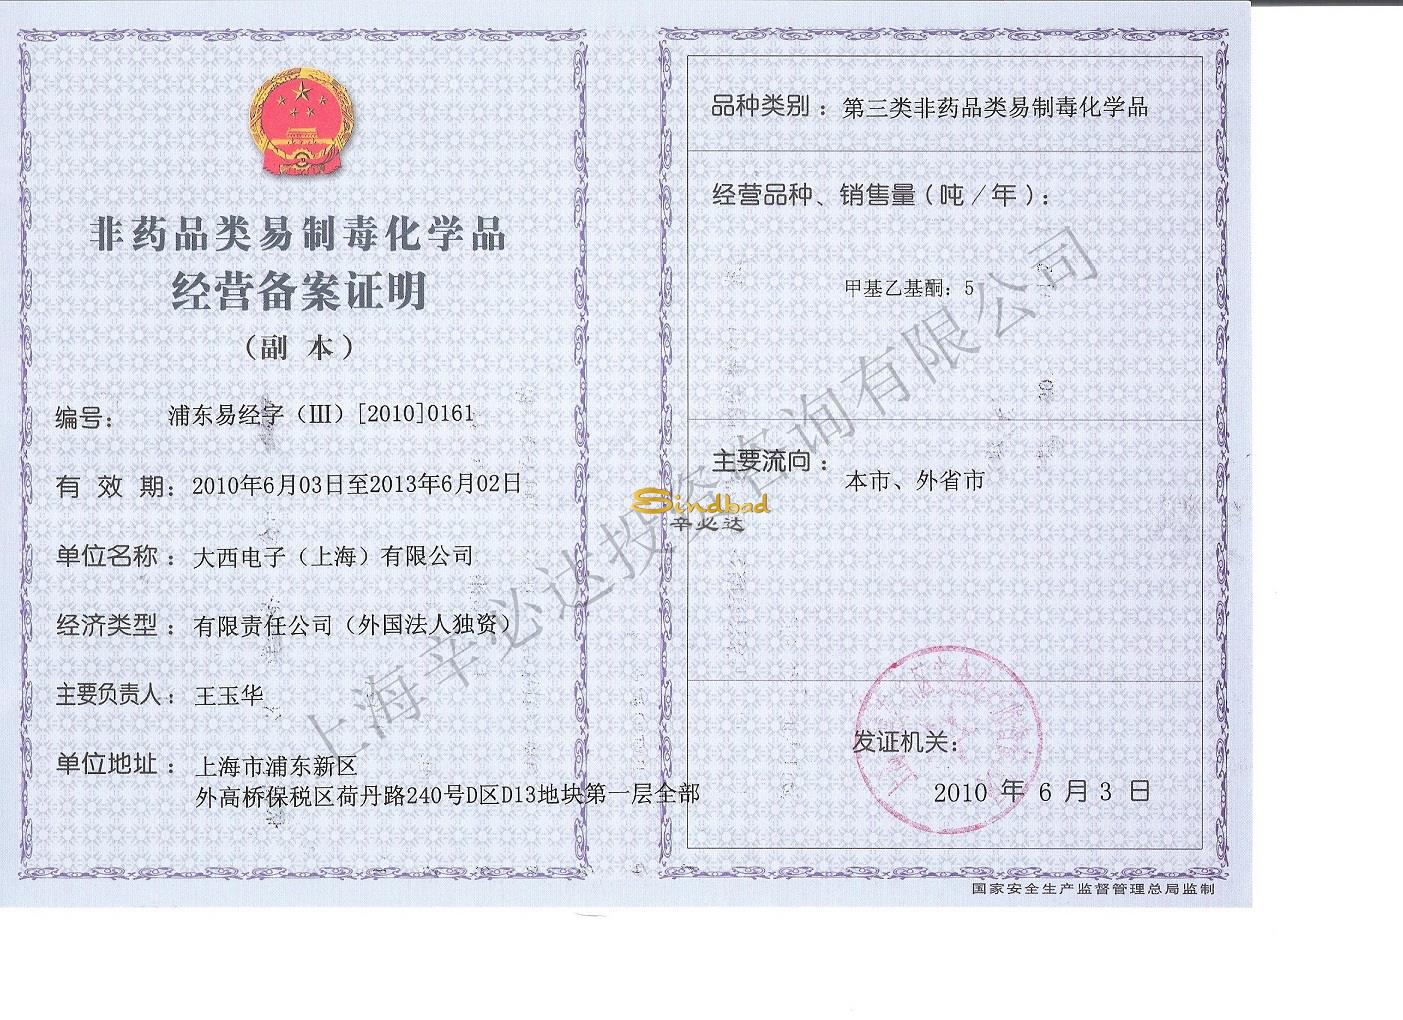 非药品类易制毒化学品
经营备案证明
（副 本）
编号： 浦东易经字（Ⅲ）[2010]0161
有 效 期： 2010年6月03日至2013年6月02日
单位名称： 大西电子（上海）有限公司
经济类型： 有限责任公司（外国法人独资）
主要负责人： 王玉华
单位地址： 上海市浦东新区
外高桥保税区荷丹路240号D区D13地块第一层全部
品种类别： 第三类非药品类易制毒化学品
经营品种、销售量（吨／年）：
甲基乙基酮：5
主要流向： 本市、外省市
发证机关：
2010 年 6 月 3 日
国家安全生产监督管理总局监制
Sindbad
辛必达
上海辛必达投资咨询有限公司